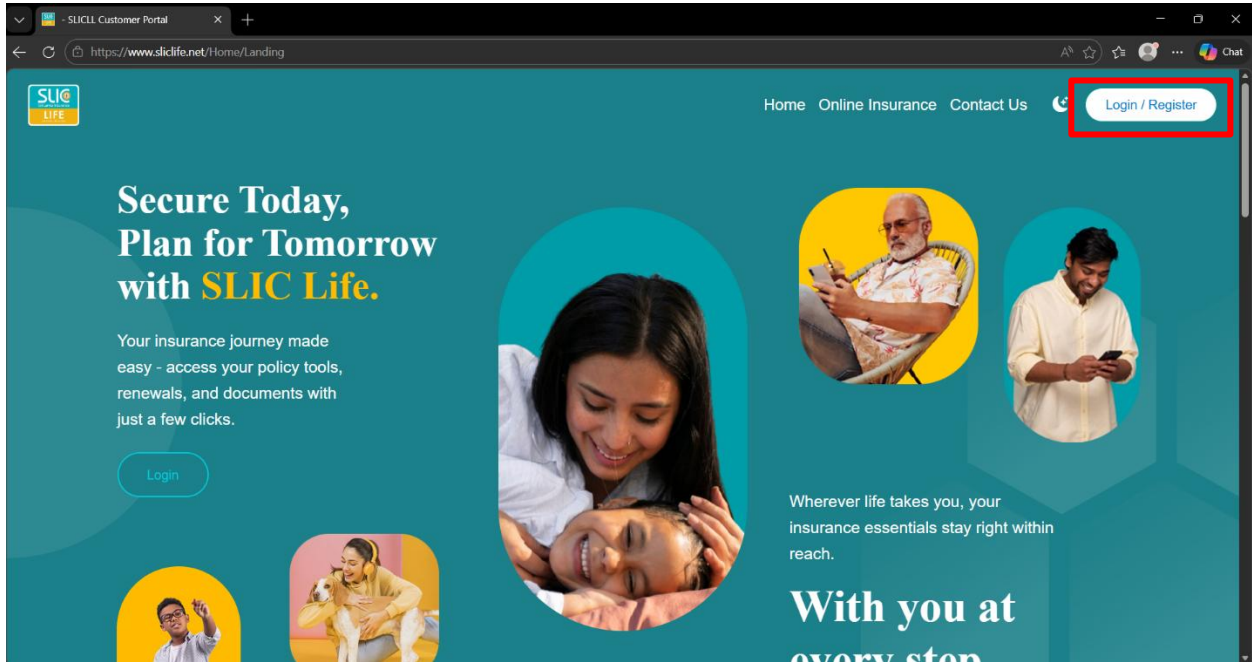 - SLICLL Customer Portal
https://www.sliclife.net/Home/Landing
Chat
SLIC
LIFE
Home Online Insurance Contact Us Login / Register
Secure Today,
Plan for Tomorrow
with SLIC Life.
Your insurance journey made
easy - access your policy tools,
renewals, and documents with
just a few clicks.
Login
Wherever life takes you, your
insurance essentials stay right within
reach.
With you at
every step